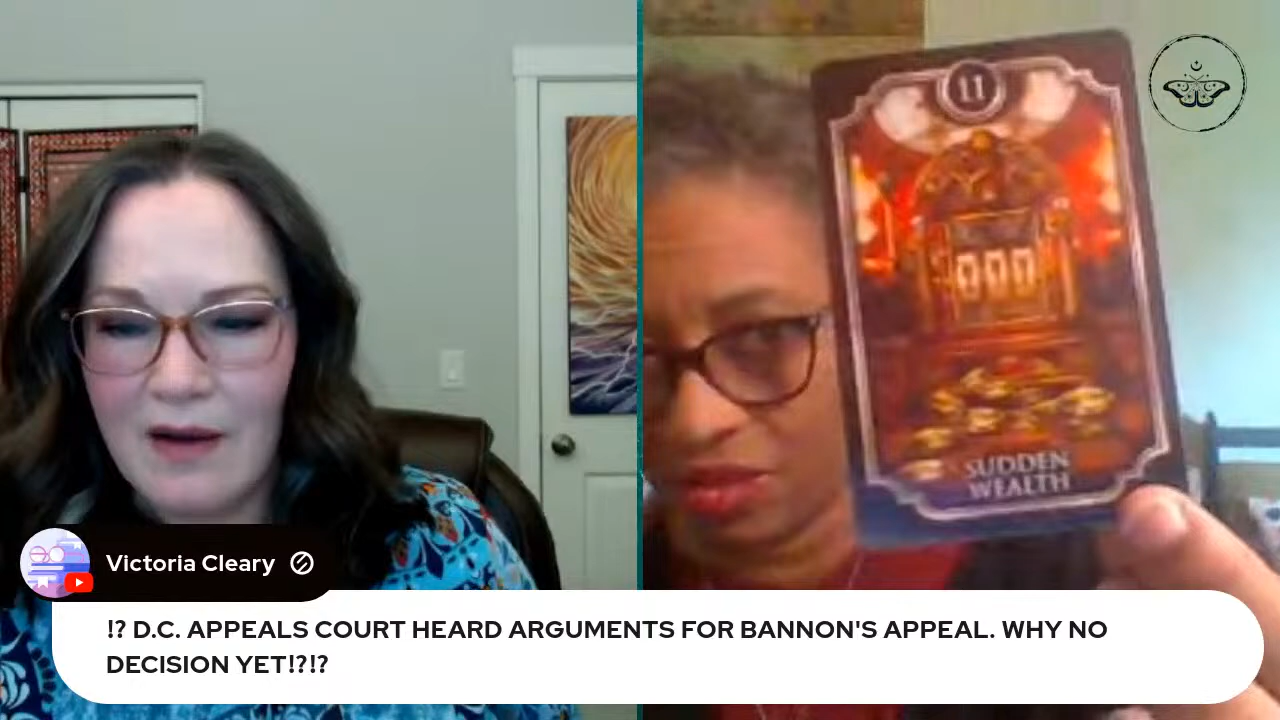 11
SUDDEN
WEALTH
Victoria Cleary
!? D.C. APPEALS COURT HEARD ARGUMENTS FOR BANNON'S APPEAL. WHY NO
DECISION YET!?!?